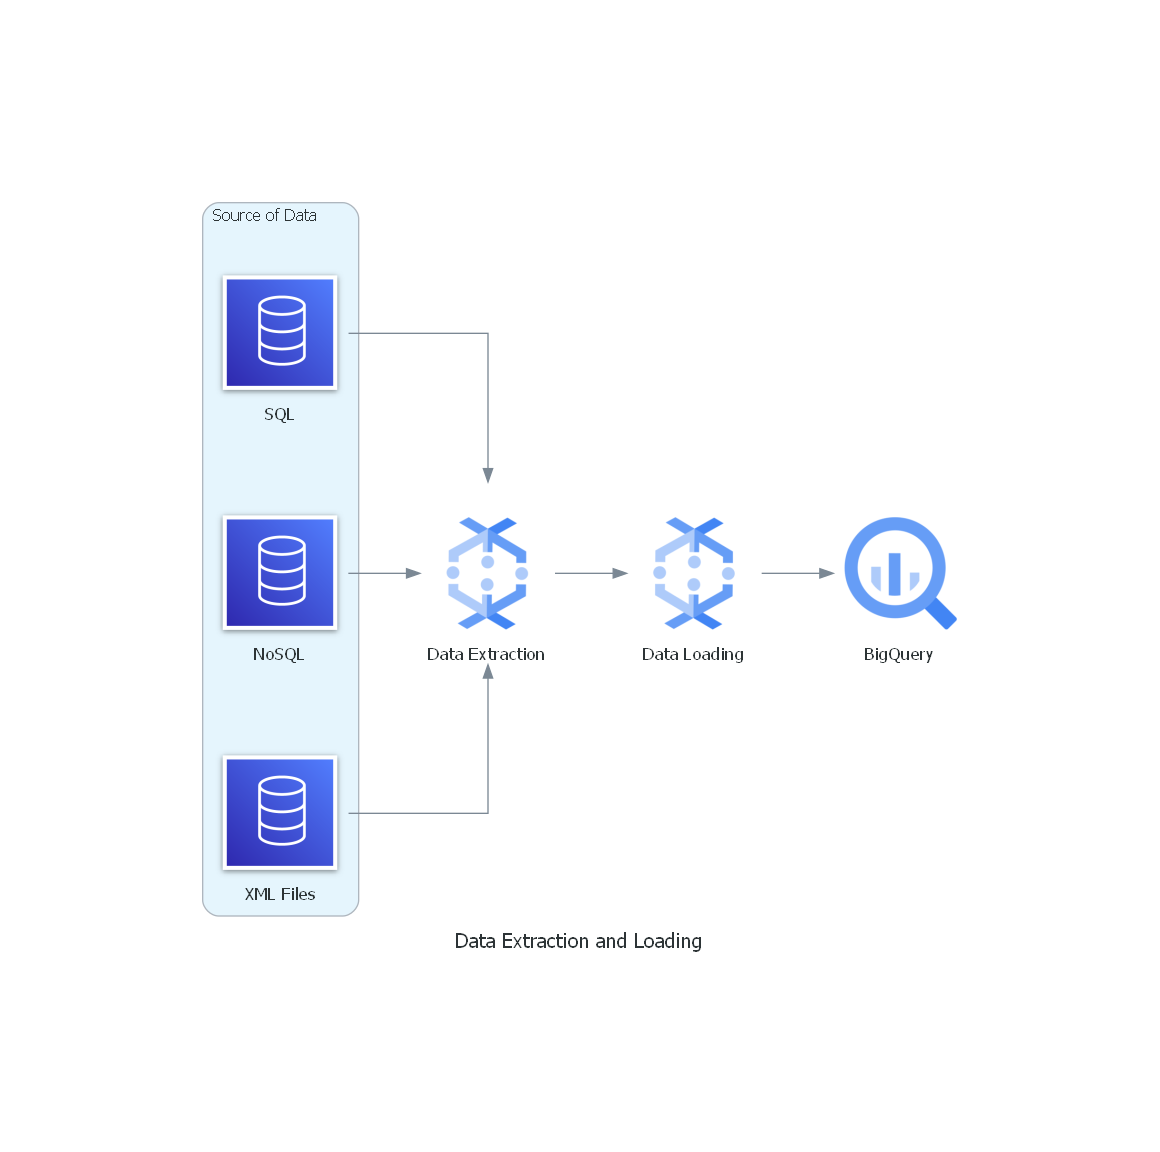 Source of Data
SQL
NoSQL
Data Extraction
Data Loading
BigQuery
XML Files
Data Extraction and Loading